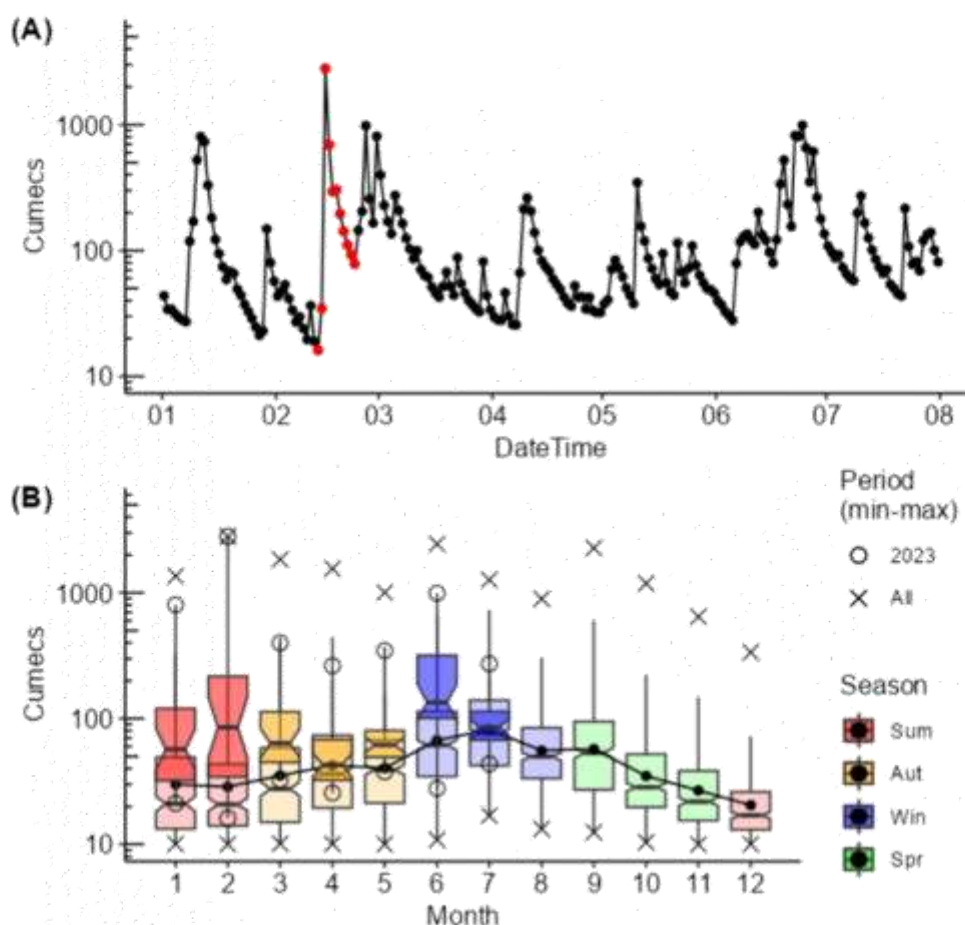 (A)
Cumecs
1000
100
10
01 02 03 04 05 06 07 08
DateTime
(B)
Cumecs
1000
100
10
1 2 3 4 5 6 7 8 9 10 11 12
Month
Period
(min-max)
2023
All
Season
Sum
Aut
Win
Spr